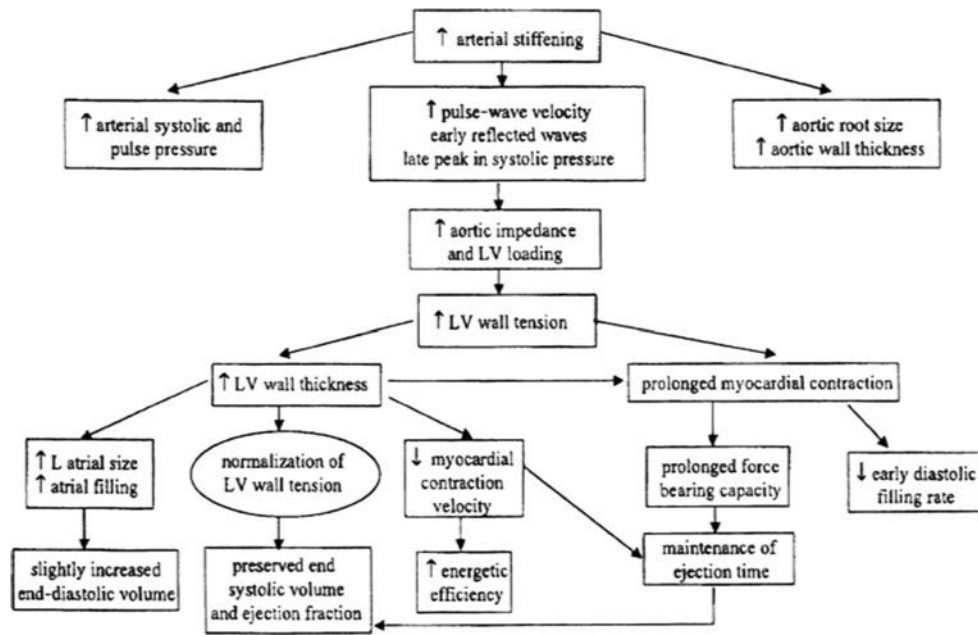 ↑ arterial stiffening
↑ arterial systolic and
pulse pressure
↑ pulse-wave velocity
early reflected waves
late peak in systolic pressure
↑ aortic root size
↑ aortic wall thickness
↑ aortic impedance
and LV loading
↑ LV wall tension
↑ LV wall thickness
prolonged myocardial contraction
↑ L atrial size
↑ atrial filling
normalization of
LV wall tension
↓ myocardial
contraction
velocity
prolonged force
bearing capacity
↓ early diastolic
filling rate
slightly increased
end-diastolic volume
preserved end
systolic volume
and ejection fraction
↑ energetic
efficiency
maintenance of
ejection time